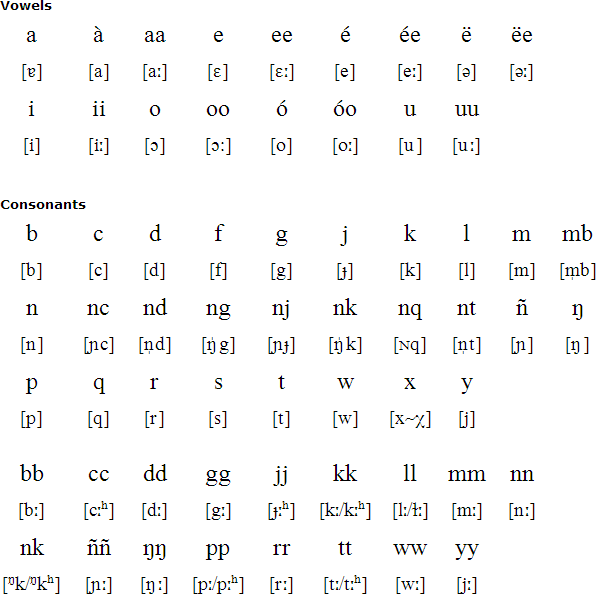 Vowels
a à aa e ee é ée ë ëe
[ɐ] [a] [aː] [ɛ] [ɛː] [e] [eː] [ə] [əː]
i ii o oo ó óo u uu
[i] [iː] [ɔ] [ɔː] [o] [oː] [u] [uː]
Consonants
b c d f g j k l m mb
[b] [c] [d] [f] [g] [ɟ] [k] [l] [m] [m̩b]
n nc nd ng nj nk nq nt ñ ŋ
[n] [ɲc] [n̩d] [ŋ̍g] [ɲɟ] [ŋ̍k] [ɴq] [n̩t] [ɲ] [ŋ]
p q r s t w x y
[p] [q] [r] [s] [t] [w] [x~χ] [j]
bb cc dd gg jj kk ll mm nn
[bː] [cːʰ] [dː] [gː] [ɟːʰ] [kː/kːʰ] [lː/ɫː] [mː] [nː]
nk ññ ŋŋ pp rr tt ww yy
[ᵑk/ᵑkʰ] [ɲː] [ŋː] [pː/pːʰ] [rː] [tː/tːʰ] [wː] [jː]